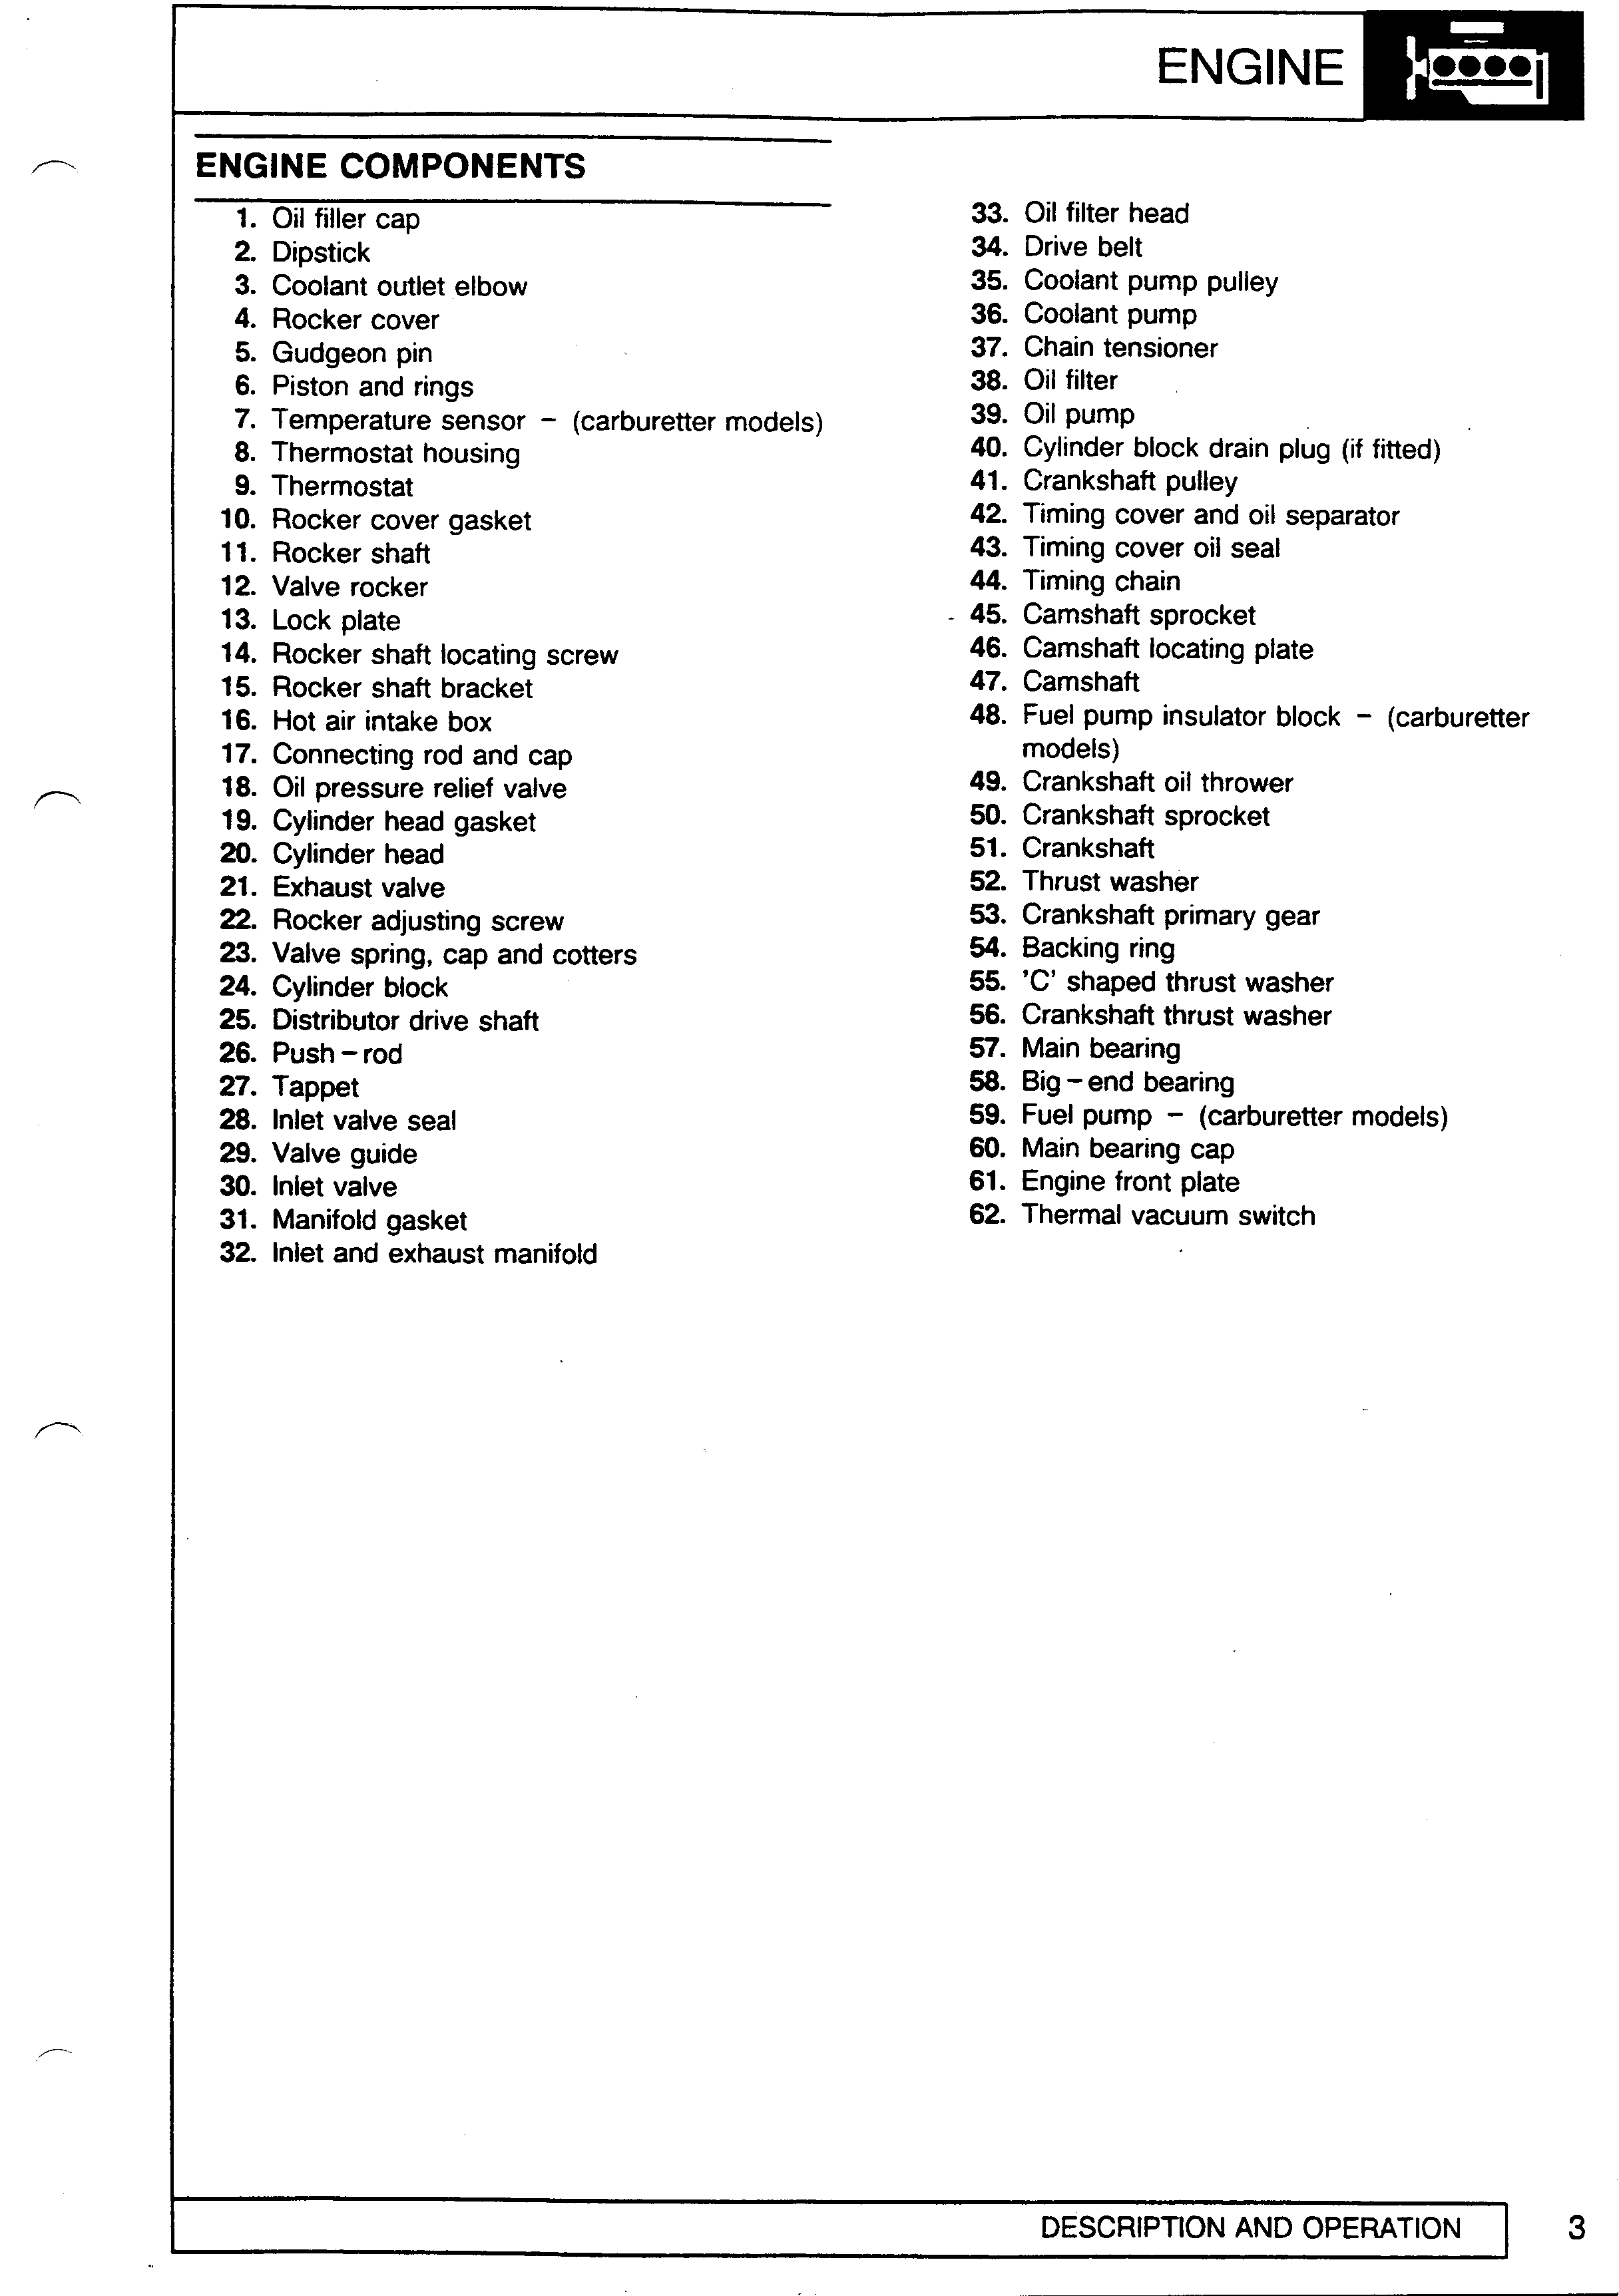 ENGINE
ENGINE COMPONENTS
1. Oil filler cap
2. Dipstick
3. Coolant outlet elbow
4. Rocker cover
5. Gudgeon pin
6. Piston and rings
7. Temperature sensor – (carburetter models)
8. Thermostat housing
9. Thermostat
10. Rocker cover gasket
11. Rocker shaft
12. Valve rocker
13. Lock plate
14. Rocker shaft locating screw
15. Rocker shaft bracket
16. Hot air intake box
17. Connecting rod and cap
18. Oil pressure relief valve
19. Cylinder head gasket
20. Cylinder head
21. Exhaust valve
22. Rocker adjusting screw
23. Valve spring, cap and cotters
24. Cylinder block
25. Distributor drive shaft
26. Push – rod
27. Tappet
28. Inlet valve seal
29. Valve guide
30. Inlet valve
31. Manifold gasket
32. Inlet and exhaust manifold
33. Oil filter head
34. Drive belt
35. Coolant pump pulley
36. Coolant pump
37. Chain tensioner
38. Oil filter
39. Oil pump
40. Cylinder block drain plug (if fitted)
41. Crankshaft pulley
42. Timing cover and oil separator
43. Timing cover oil seal
44. Timing chain
45. Camshaft sprocket
46. Camshaft locating plate
47. Camshaft
48. Fuel pump insulator block – (carburetter
models)
49. Crankshaft oil thrower
50. Crankshaft sprocket
51. Crankshaft
52. Thrust washer
53. Crankshaft primary gear
54. Backing ring
55. 'C' shaped thrust washer
56. Crankshaft thrust washer
57. Main bearing
58. Big – end bearing
59. Fuel pump – (carburetter models)
60. Main bearing cap
61. Engine front plate
62. Thermal vacuum switch
DESCRIPTION AND OPERATION
3